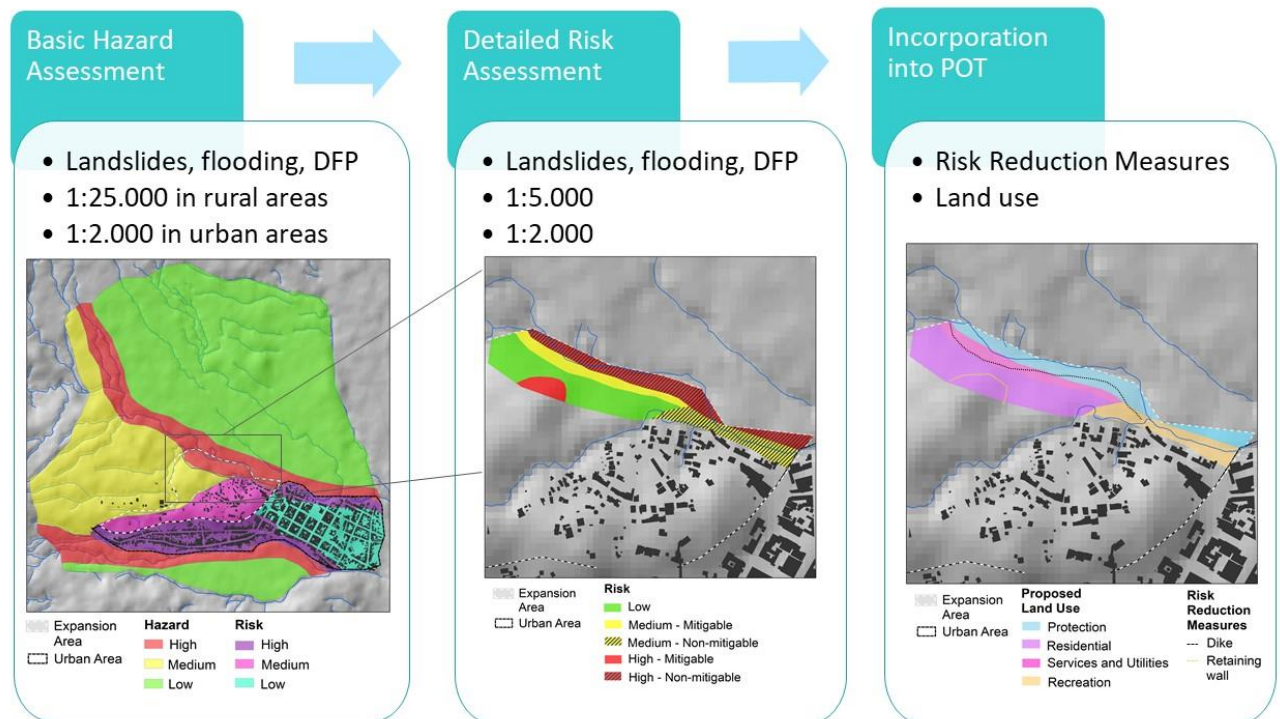 Basic Hazard
Assessment
• Landslides, flooding, DFP
• 1:25.000 in rural areas
• 1:2.000 in urban areas
Expansion
Area
Urban Area
Hazard
High
Medium
Low
Risk
High
Medium
Low
Detailed Risk
Assessment
• Landslides, flooding, DFP
• 1:5.000
• 1:2.000
Expansion
Area
Urban Area
Risk
Low
Medium - Mitigable
Medium - Non-mitigable
High - Mitigable
High - Non-mitigable
Incorporation
into POT
• Risk Reduction Measures
• Land use
Expansion
Area
Urban Area
Proposed
Land Use
Protection
Residential
Services and Utilities
Recreation
Risk
Reduction
Measures
Dike
Retaining
wall